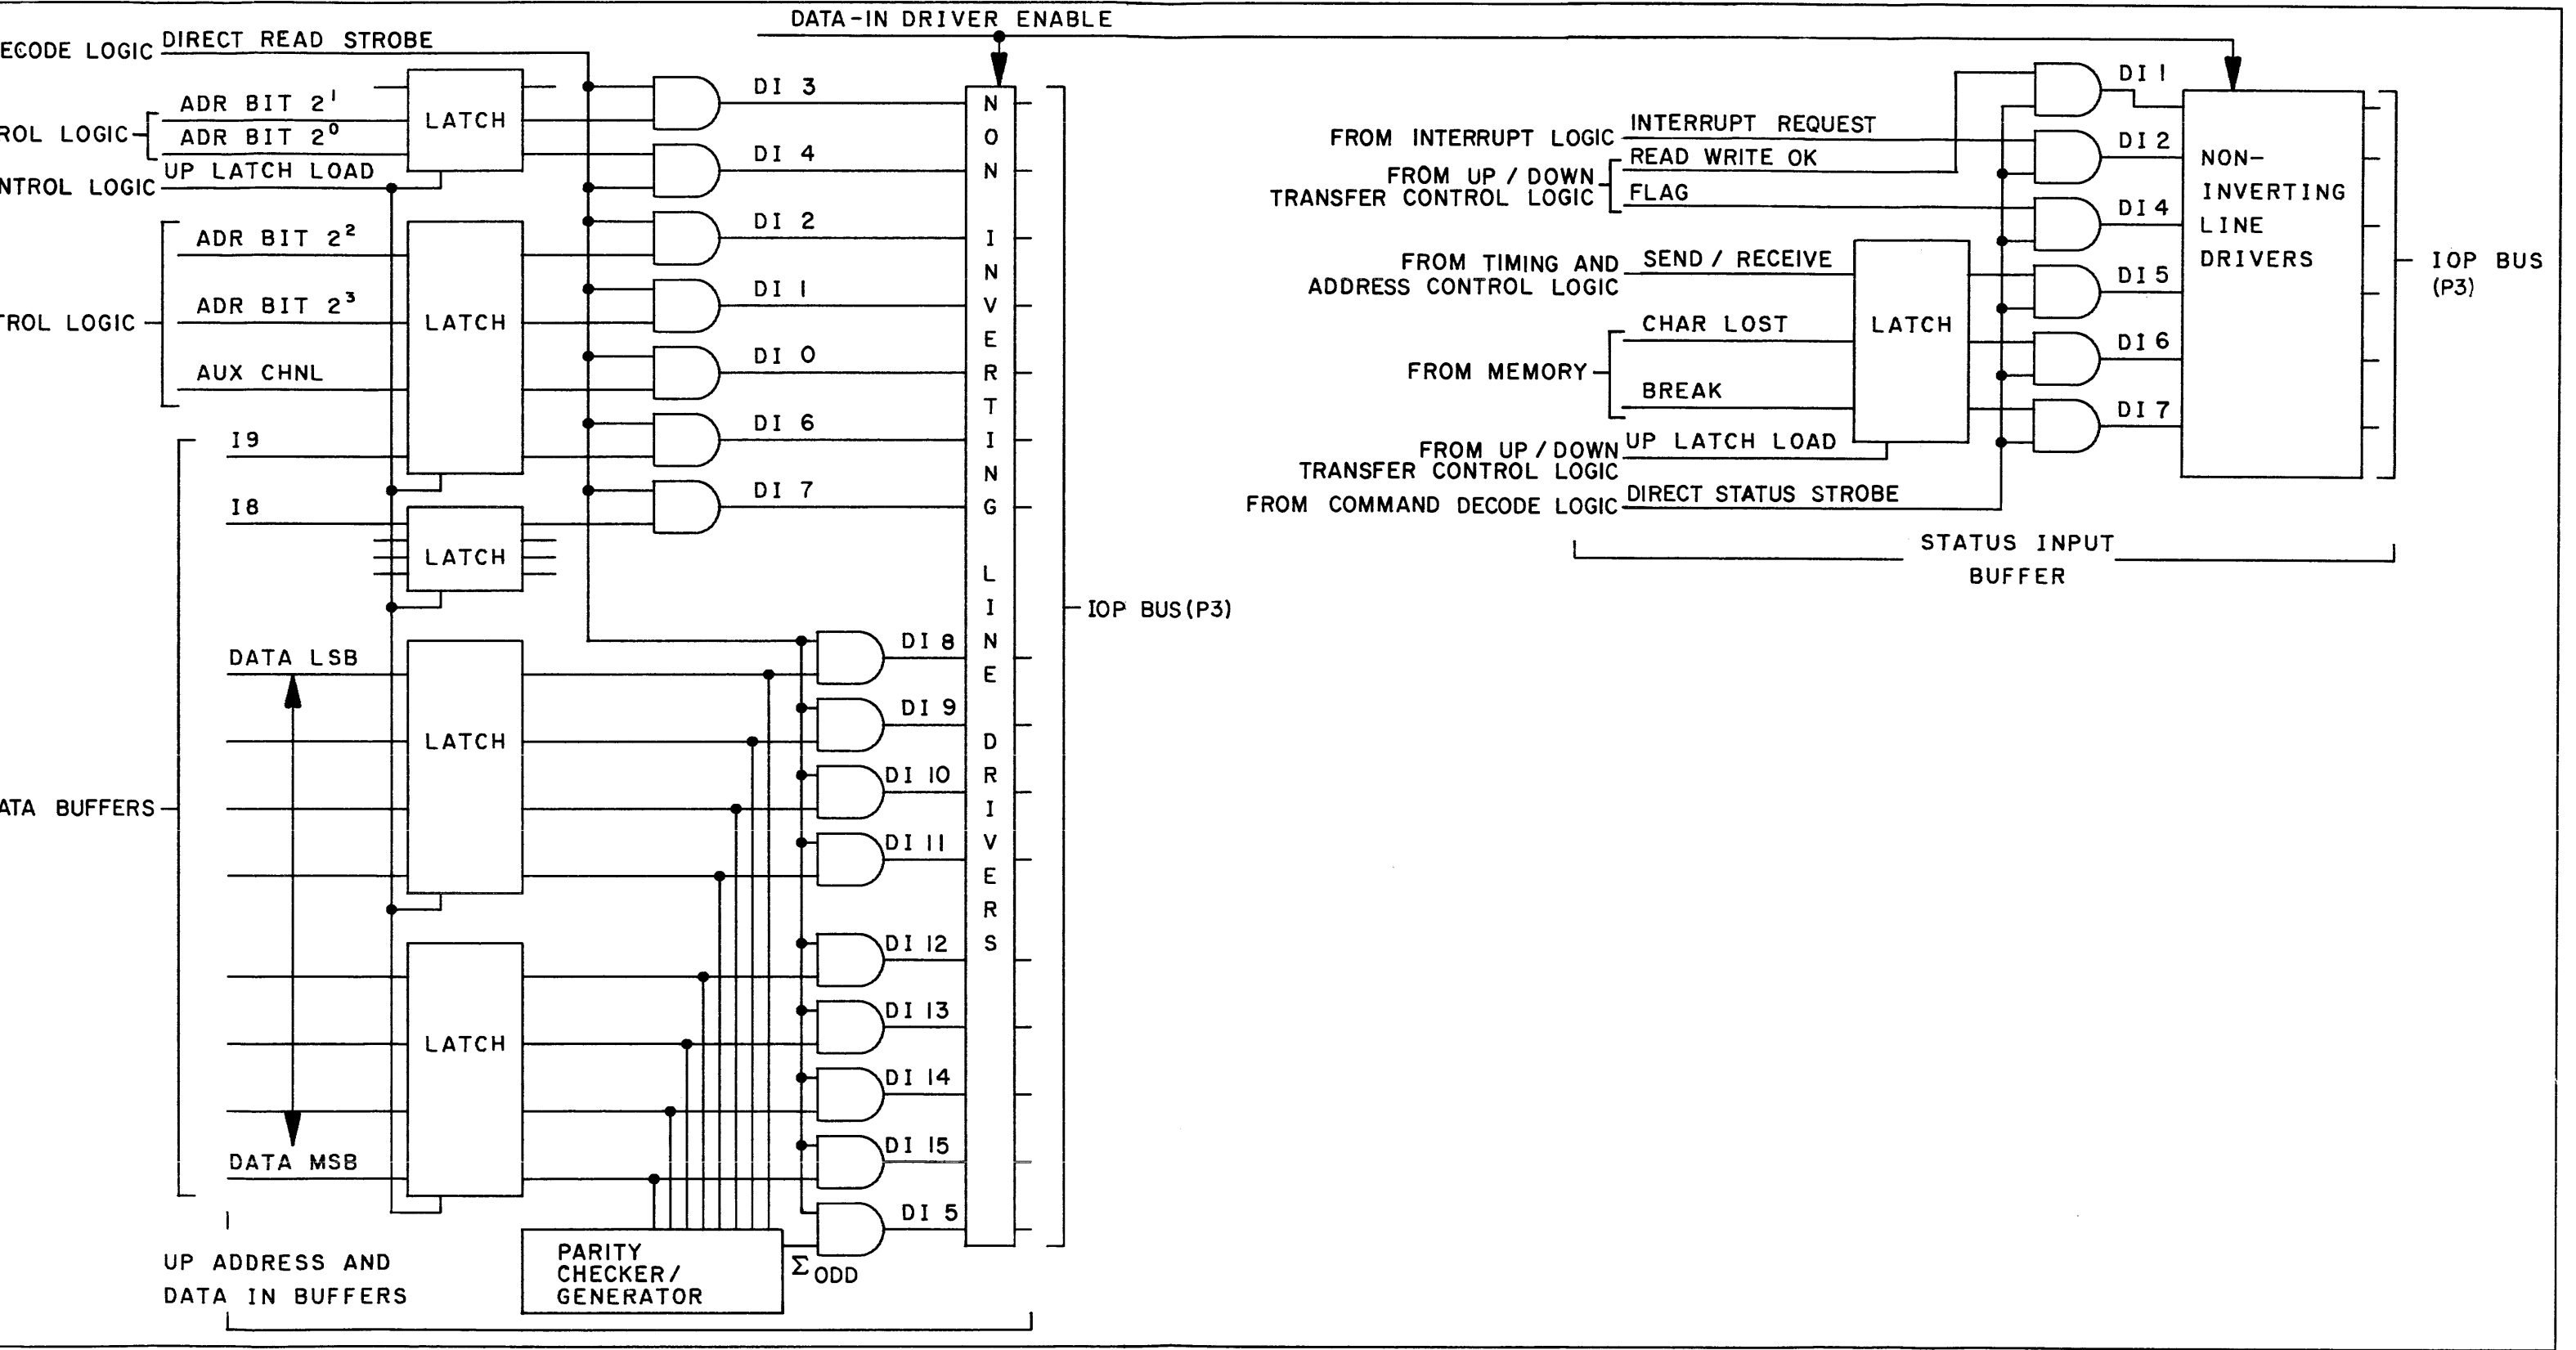 DATA-IN DRIVER ENABLE
ECODE LOGIC
DIRECT READ STROBE
ADR BIT 2¹
ROL LOGIC
ADR BIT 2⁰
NTROL LOGIC
UP LATCH LOAD
LATCH
ADR BIT 2²
ADR BIT 2³
TROL LOGIC
AUX CHNL
LATCH
I9
I8
LATCH
DATA LSB
LATCH
ATA BUFFERS
LATCH
DATA MSB
UP ADDRESS AND
DATA IN BUFFERS
PARITY
CHECKER/
GENERATOR
Σ ODD
DI 3
DI 4
DI 2
DI 1
DI 0
DI 6
DI 7
DI 8
DI 9
DI 10
DI 11
DI 12
DI 13
DI 14
DI 15
DI 5
NON INVERTING LINE DRIVERS
IOP BUS(P3)
FROM INTERRUPT LOGIC
INTERRUPT REQUEST
READ WRITE OK
FROM UP / DOWN
TRANSFER CONTROL LOGIC
FLAG
FROM TIMING AND
ADDRESS CONTROL LOGIC
SEND / RECEIVE
CHAR LOST
FROM MEMORY
BREAK
LATCH
FROM UP / DOWN
TRANSFER CONTROL LOGIC
UP LATCH LOAD
FROM COMMAND DECODE LOGIC
DIRECT STATUS STROBE
DI 1
DI 2
DI 4
DI 5
DI 6
DI 7
NON-
INVERTING
LINE
DRIVERS
IOP BUS
(P3)
STATUS INPUT
BUFFER